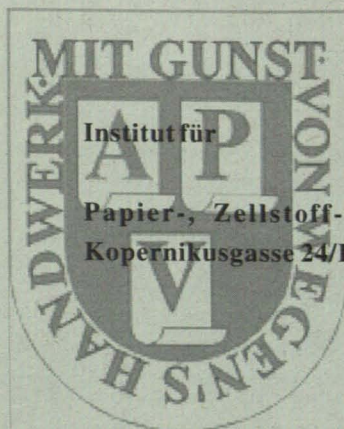 MIT GUNST VON WEGEN'S HANDWERK
A P
V
Institut für
Papier-, Zellstoff-
Kopernikusgasse 24/